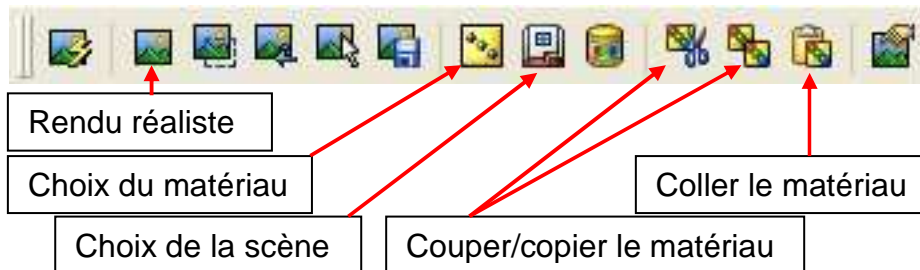 Rendu réaliste
Choix du matériau
Coller le matériau
Choix de la scène
Couper/copier le matériau